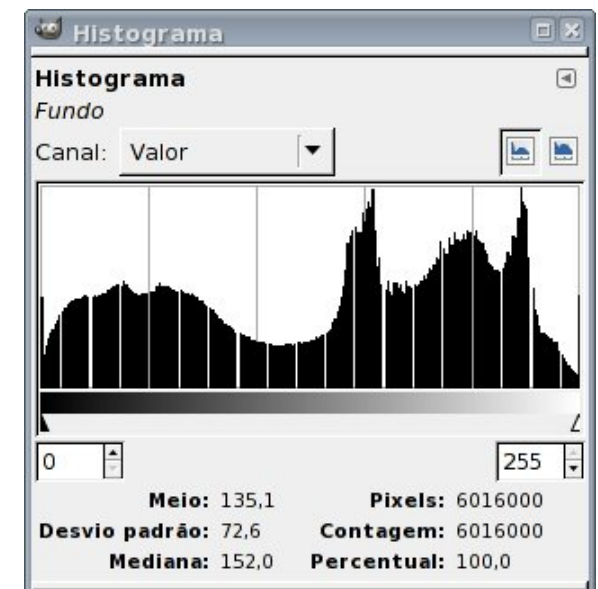 Histograma
Histograma
Fundo
Canal: Valor
0 255
Meio: 135,1 Pixels: 6016000
Desvio padrão: 72,6 Contagem: 6016000
Mediana: 152,0 Percentual: 100,0